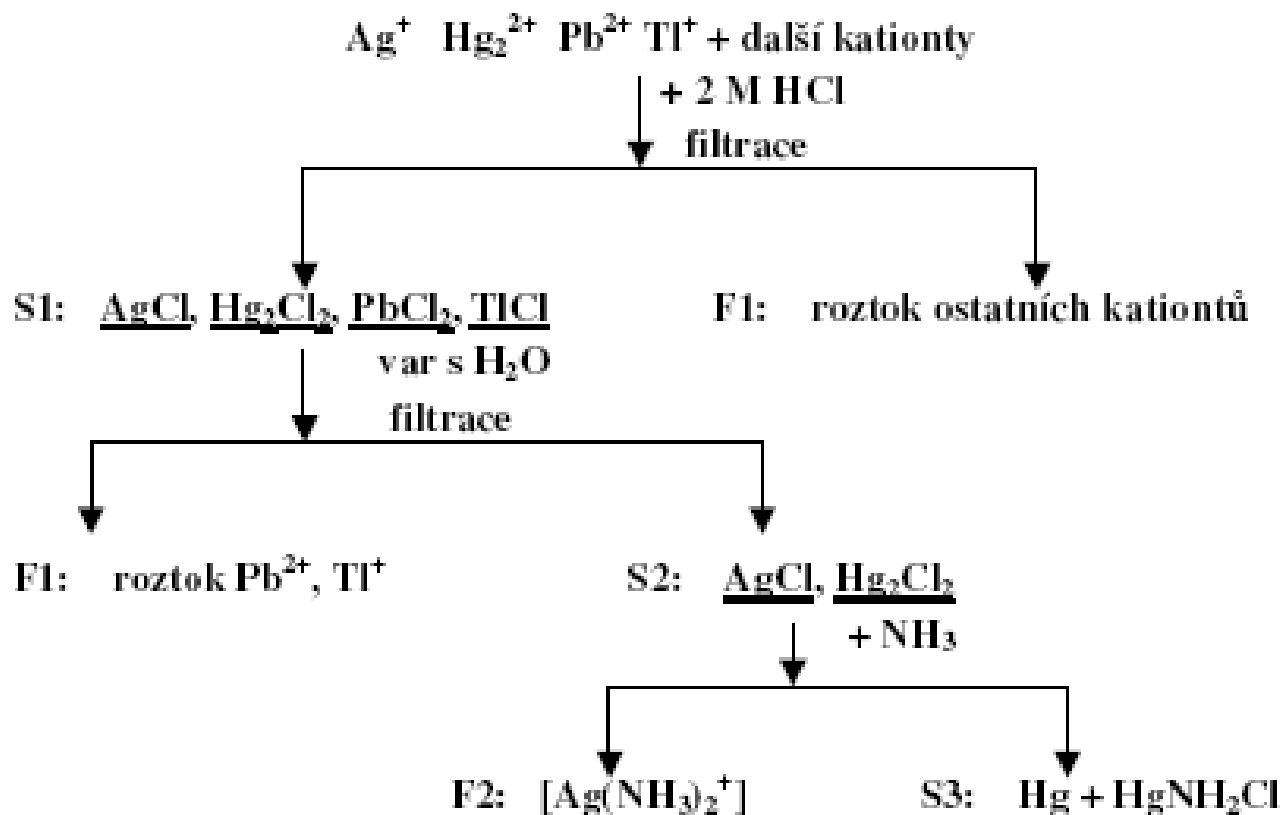 Ag⁺ Hg₂²⁺ Pb²⁺ Tl⁺ + další kationty
+ 2 M HCl
filtrace
S1: AgCl, Hg₂Cl₂, PbCl₂, TlCl
F1: roztok ostatních kationtů
var s H₂O
filtrace
F1: roztok Pb²⁺, Tl⁺
S2: AgCl, Hg₂Cl₂
+ NH₃
F2: [Ag(NH₃)₂⁺]
S3: Hg + HgNH₂Cl